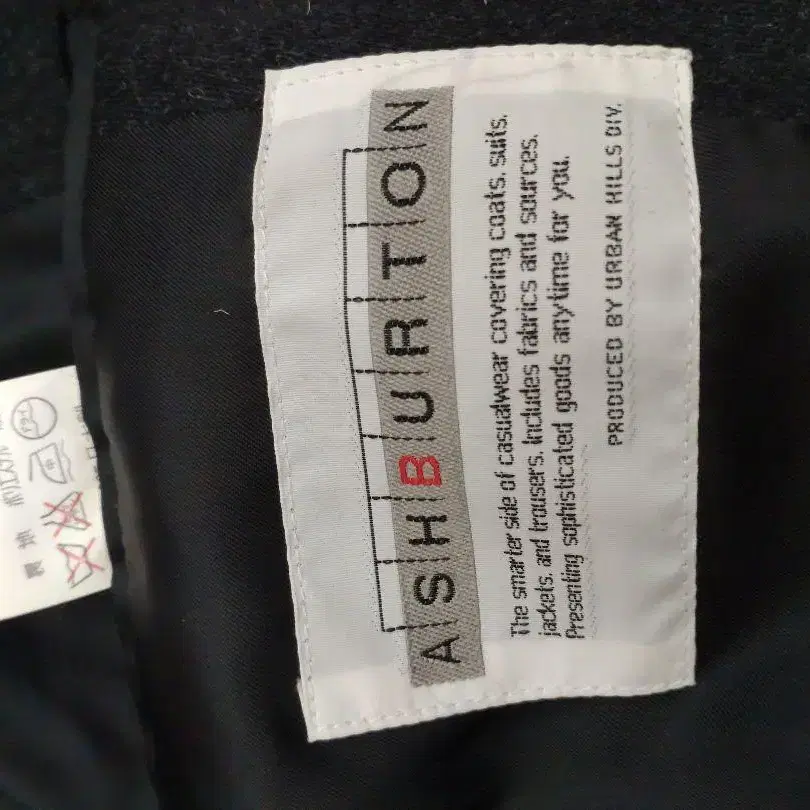 ASHBURTON
The smarter side of casualwear covering coats. suits.
jackets. and trousers. Includes fabrics and sources.
Presenting sophisticated goods anytime for you.
PRODUCED BY URBAN HILLS DIV.